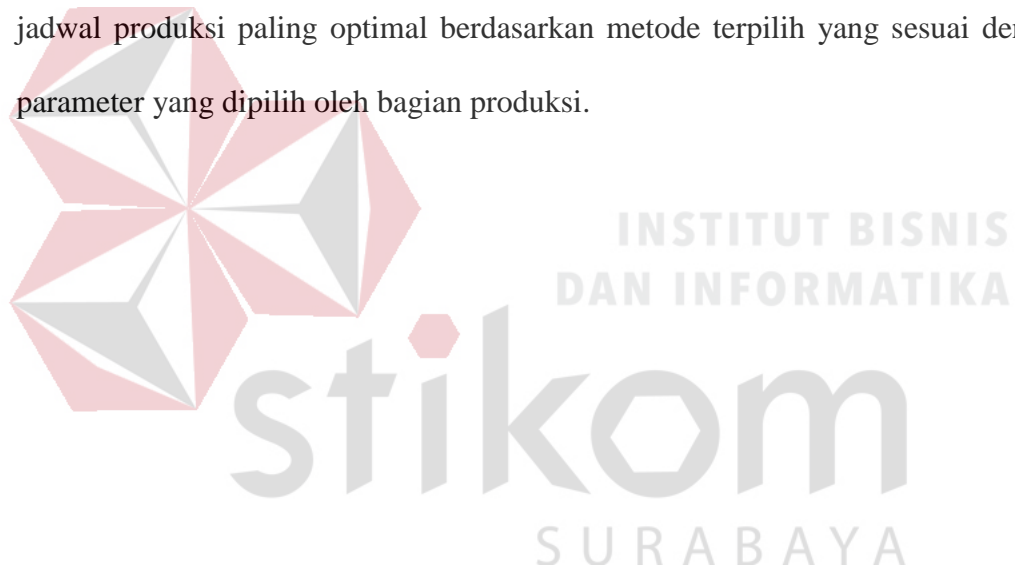 jadwal produksi paling optimal berdasarkan metode terpilih yang sesuai
parameter yang dipilih oleh bagian produksi.
INSTITUT BISNIS
DAN INFORMATIKA
stikom
SURABAYA